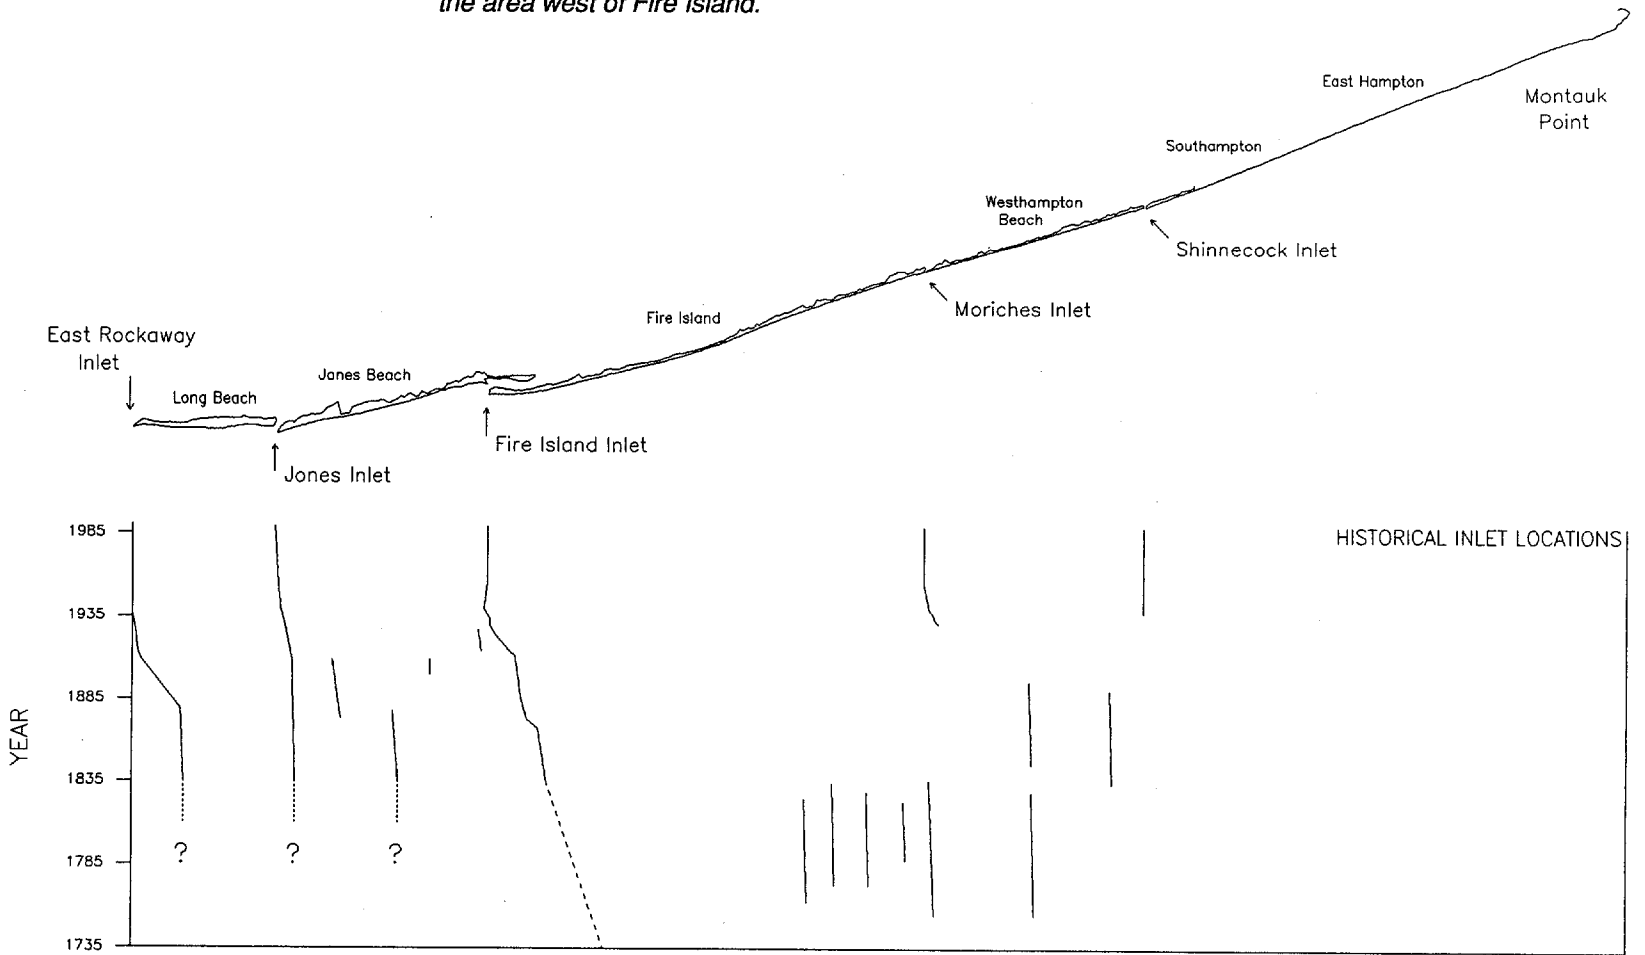 the area west of Fire Island.
East Hampton
Montauk
Point
Southampton
Westhampton
Beach
Shinnecock Inlet
Moriches Inlet
Fire Island
East Rockaway
Inlet
Jones Beach
Long Beach
Fire Island Inlet
Jones Inlet
HISTORICAL INLET LOCATIONS
YEAR
1985
1935
1885
1835
1785
1735
? ? ?